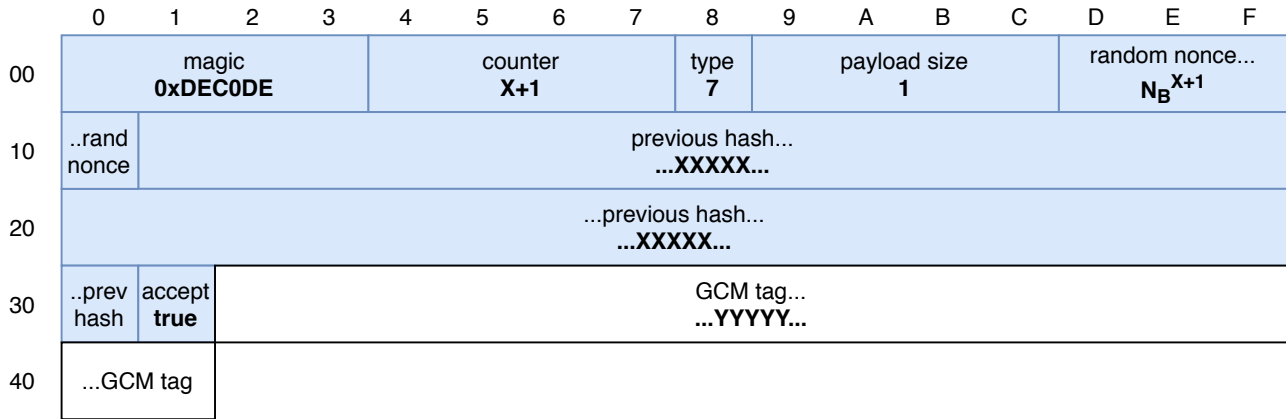 0 1 2 3 4 5 6 7 8 9 A B C D E F
00 magic counter type payload size random nonce...
0xDEC0DE X+1 7 1 N_B^X+1
10 ..rand previous hash...
nonce ...XXXXX...
20 ...previous hash...
...XXXXX...
30 ..prev accept GCM tag...
hash true ...YYYYY...
40 ...GCM tag